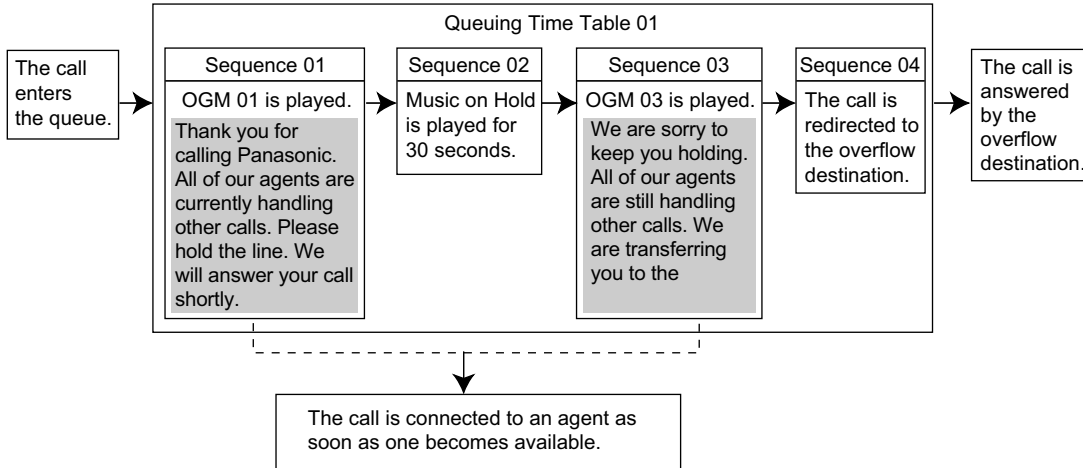 Queuing Time Table 01
The call
enters
the queue.
Sequence 01
OGM 01 is played.
Thank you for
calling Panasonic.
All of our agents are
currently handling
other calls. Please
hold the line. We
will answer your call
shortly.
Sequence 02
Music on Hold
is played for
30 seconds.
Sequence 03
OGM 03 is played.
We are sorry to
keep you holding.
All of our agents
are still handling
other calls. We
are transferring
you to the
Sequence 04
The call is
redirected to
the overflow
destination.
The call is
answered
by the
overflow
destination.
The call is connected to an agent as
soon as one becomes available.